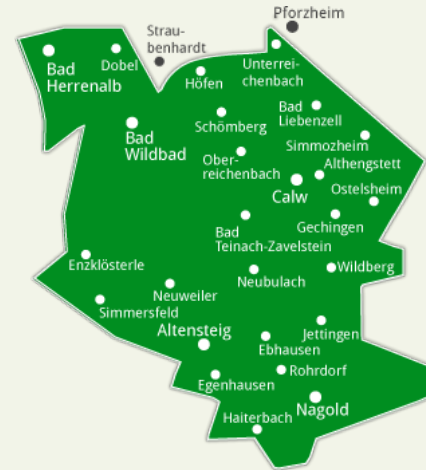 Pforzheim
Strau-
benhardt
Dobel
Bad
Herrenalb
Unterrei-
chenbach
Höfen
Bad
Liebenzell
Schömberg
Bad
Wildbad
Simmozheim
Ober-
reichenbach
Althengstett
Calw
Ostelsheim
Gechingen
Bad
Teinach-Zavelstein
Enzklösterle
Wildberg
Neubulach
Neuweiler
Simmersfeld
Altensteig
Jettingen
Ebhausen
Rohrdorf
Egenhausen
Nagold
Haiterbach